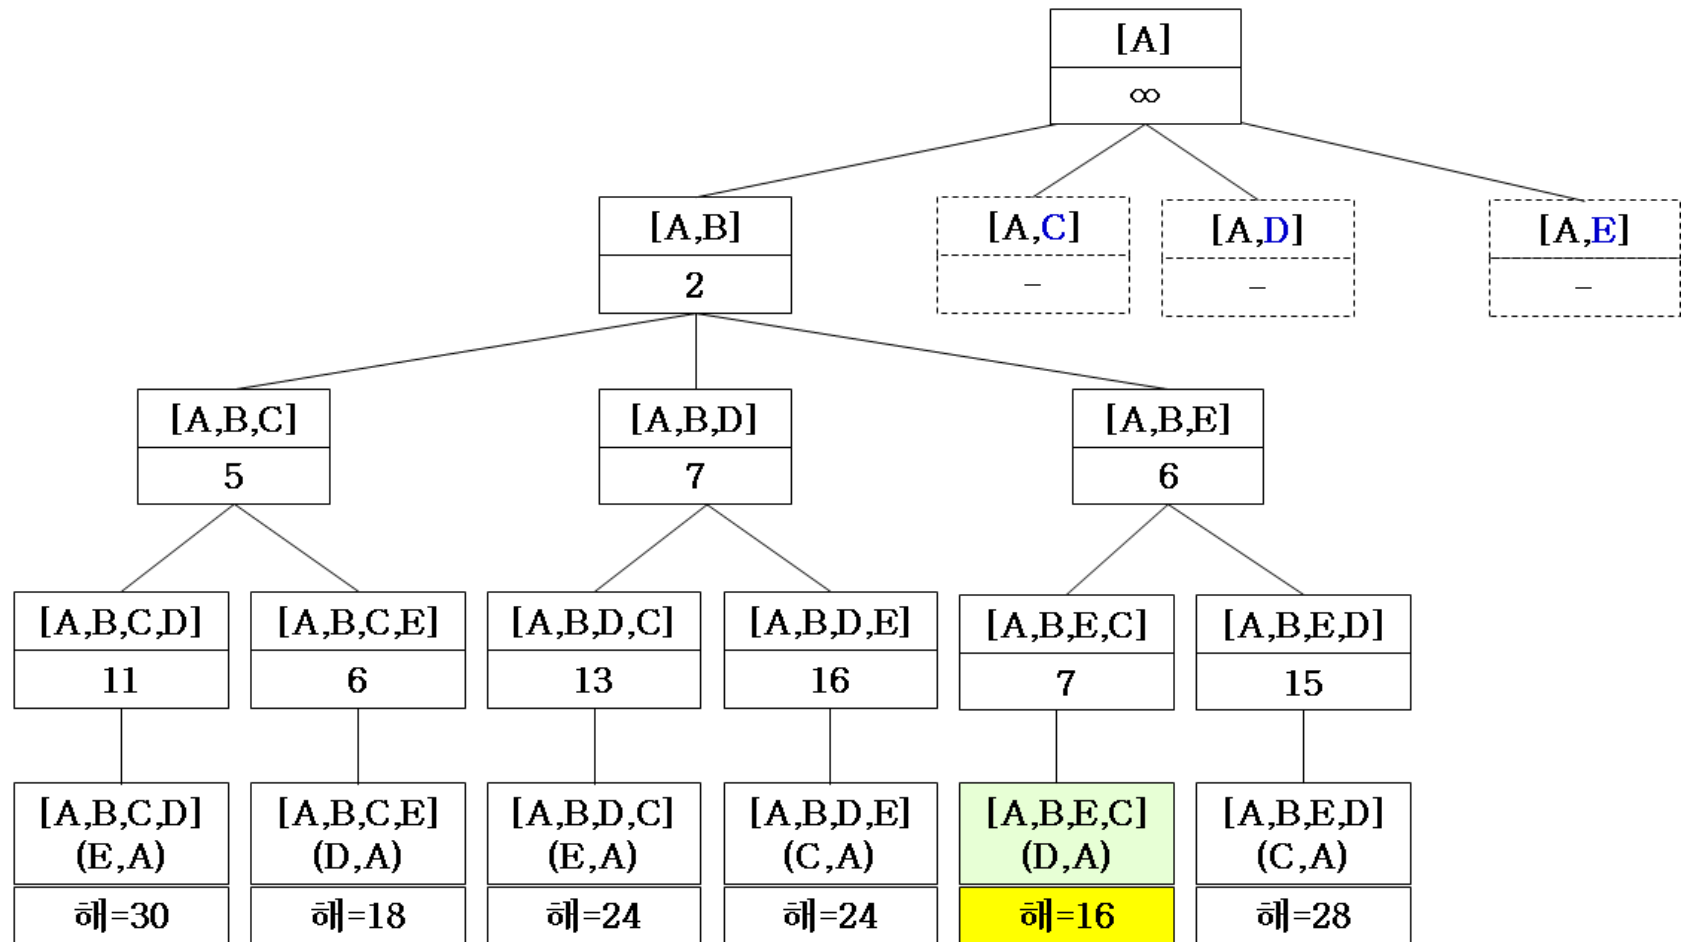 [A]
∞
[A,B]
2
[A,C]
–
[A,D]
–
[A,E]
–
[A,B,C]
5
[A,B,D]
7
[A,B,E]
6
[A,B,C,D]
11
[A,B,C,E]
6
[A,B,D,C]
13
[A,B,D,E]
16
[A,B,E,C]
7
[A,B,E,D]
15
[A,B,C,D]
(E,A)
해=30
[A,B,C,E]
(D,A)
해=18
[A,B,D,C]
(E,A)
해=24
[A,B,D,E]
(C,A)
해=24
[A,B,E,C]
(D,A)
해=16
[A,B,E,D]
(C,A)
해=28